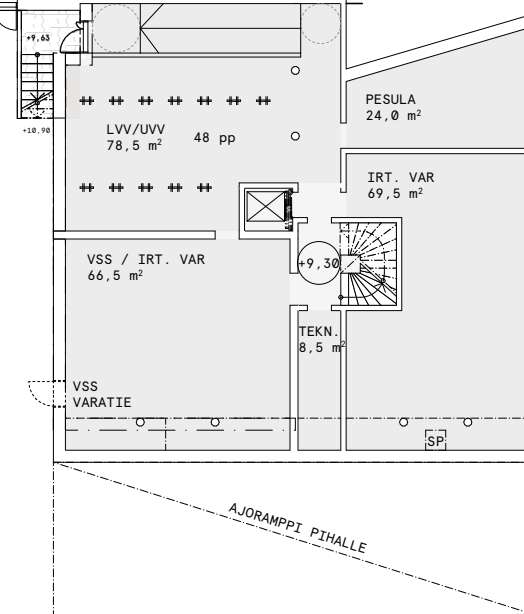 +9,63
PESULA
24,0 m²
+10,90
LVV/UVV
78,5 m²
48 pp
IRT. VAR
69,5 m²
VSS / IRT. VAR
66,5 m²
+9,30
TEKN.
8,5 m²
VSS
VARATIE
SP
AJORAMPPI PIHALLE